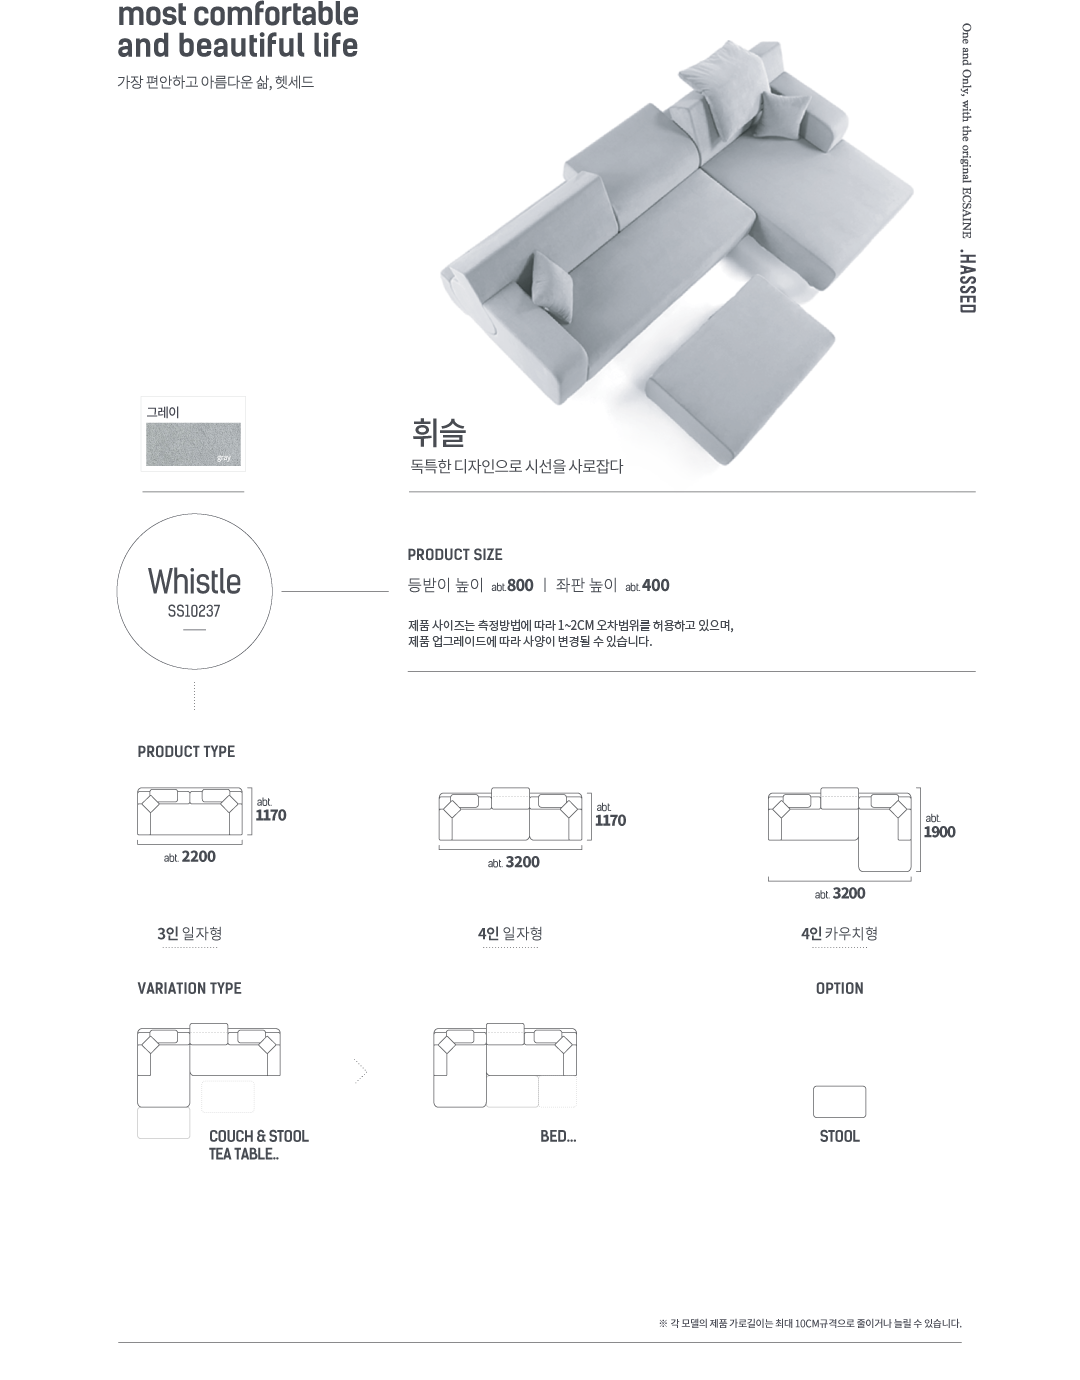 most comfortable
and beautiful life
가장 편안하고 아름다운 삶, 헷세드
One and Only, with the original ECSAINE .HASSED
그레이
gray
휘슬
독특한 디자인으로 시선을 사로잡다
Whistle
SS10237
PRODUCT SIZE
등받이 높이 abt.800 | 좌판 높이 abt.400
제품 사이즈는 측정방법에 따라 1~2CM 오차범위를 허용하고 있으며,
제품 업그레이드에 따라 사양이 변경될 수 있습니다.
PRODUCT TYPE
abt.
1170
abt. 2200
3인 일자형
abt.
1170
abt. 3200
4인 일자형
abt.
1900
abt. 3200
4인 카우치형
VARIATION TYPE
COUCH & STOOL
TEA TABLE..
BED...
OPTION
STOOL
※ 각 모델의 제품 가로길이는 최대 10CM규격으로 줄이거나 늘릴 수 있습니다.